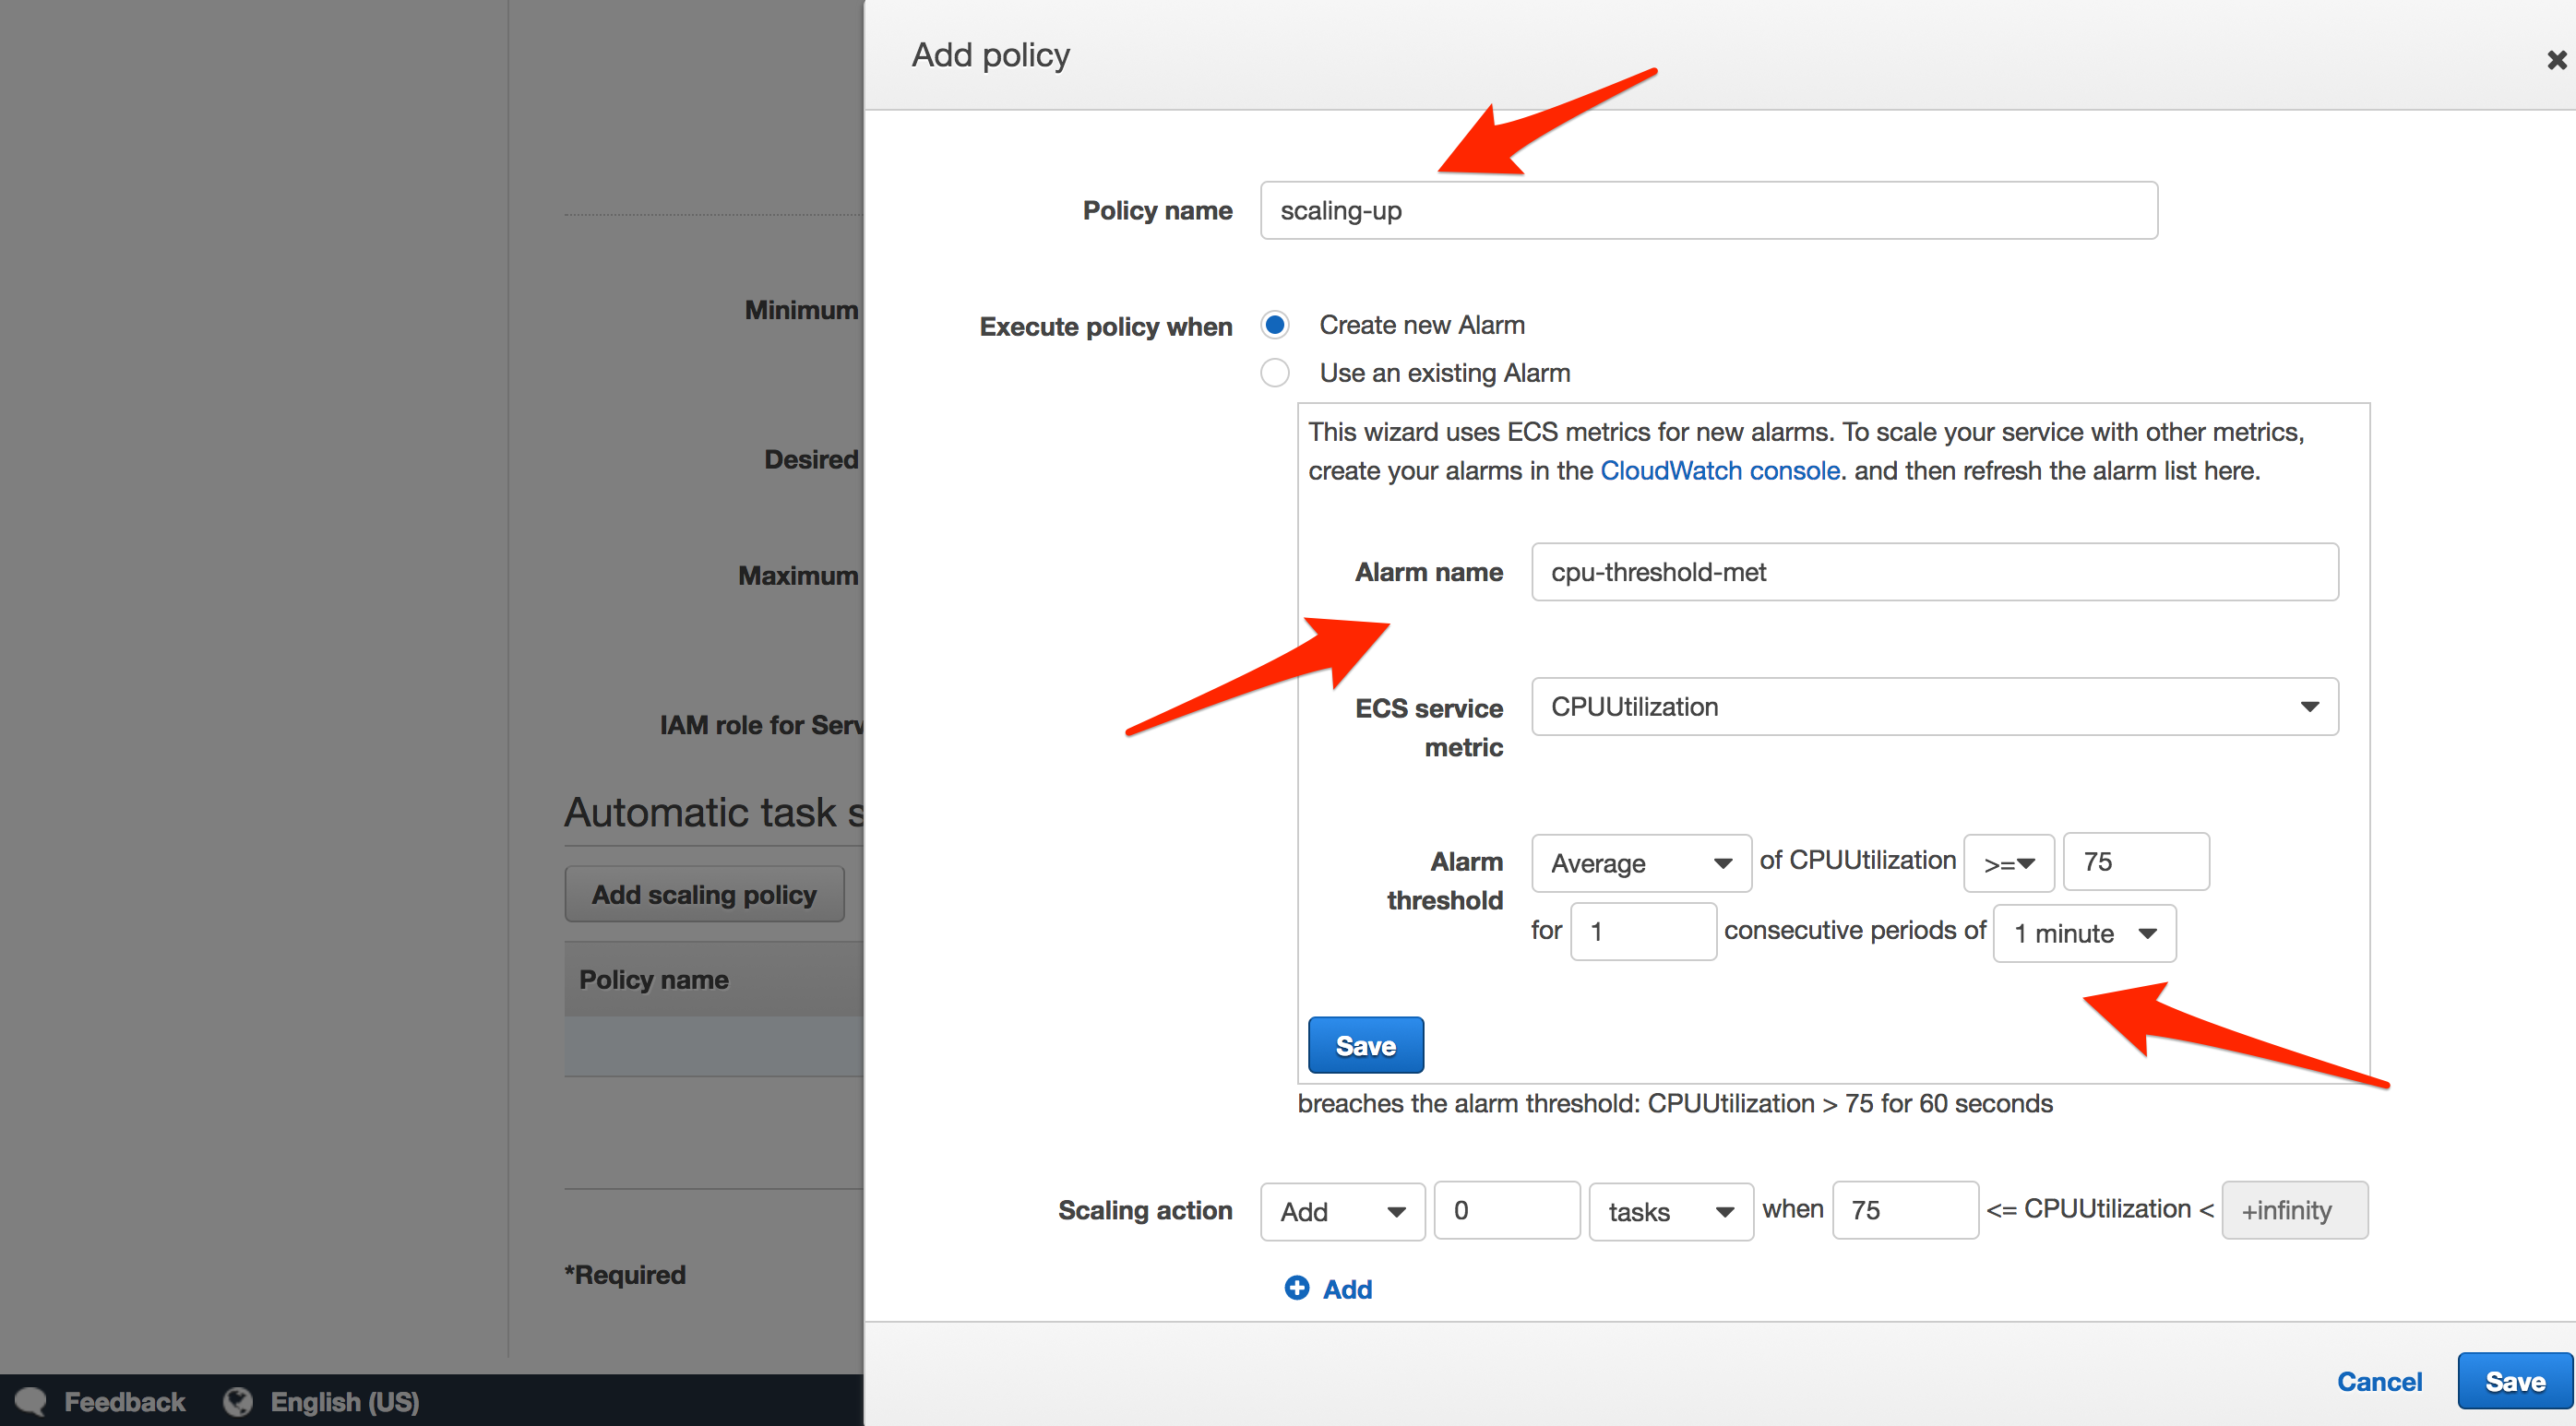 Add policy
Policy name
scaling-up
Execute policy when
Create new Alarm
Use an existing Alarm
This wizard uses ECS metrics for new alarms. To scale your service with other metrics,
create your alarms in the CloudWatch console. and then refresh the alarm list here.
Alarm name
cpu-threshold-met
ECS service
metric
CPUUtilization
Alarm
threshold
Average of CPUUtilization >= 75
for 1 consecutive periods of 1 minute
Save
breaches the alarm threshold: CPUUtilization > 75 for 60 seconds
Scaling action
Add 0 tasks when 75 <= CPUUtilization < +infinity
Add
Cancel Save
Minimum
Desired
Maximum
IAM role for Serv
Automatic task s
Add scaling policy
Policy name
*Required
Feedback English (US)